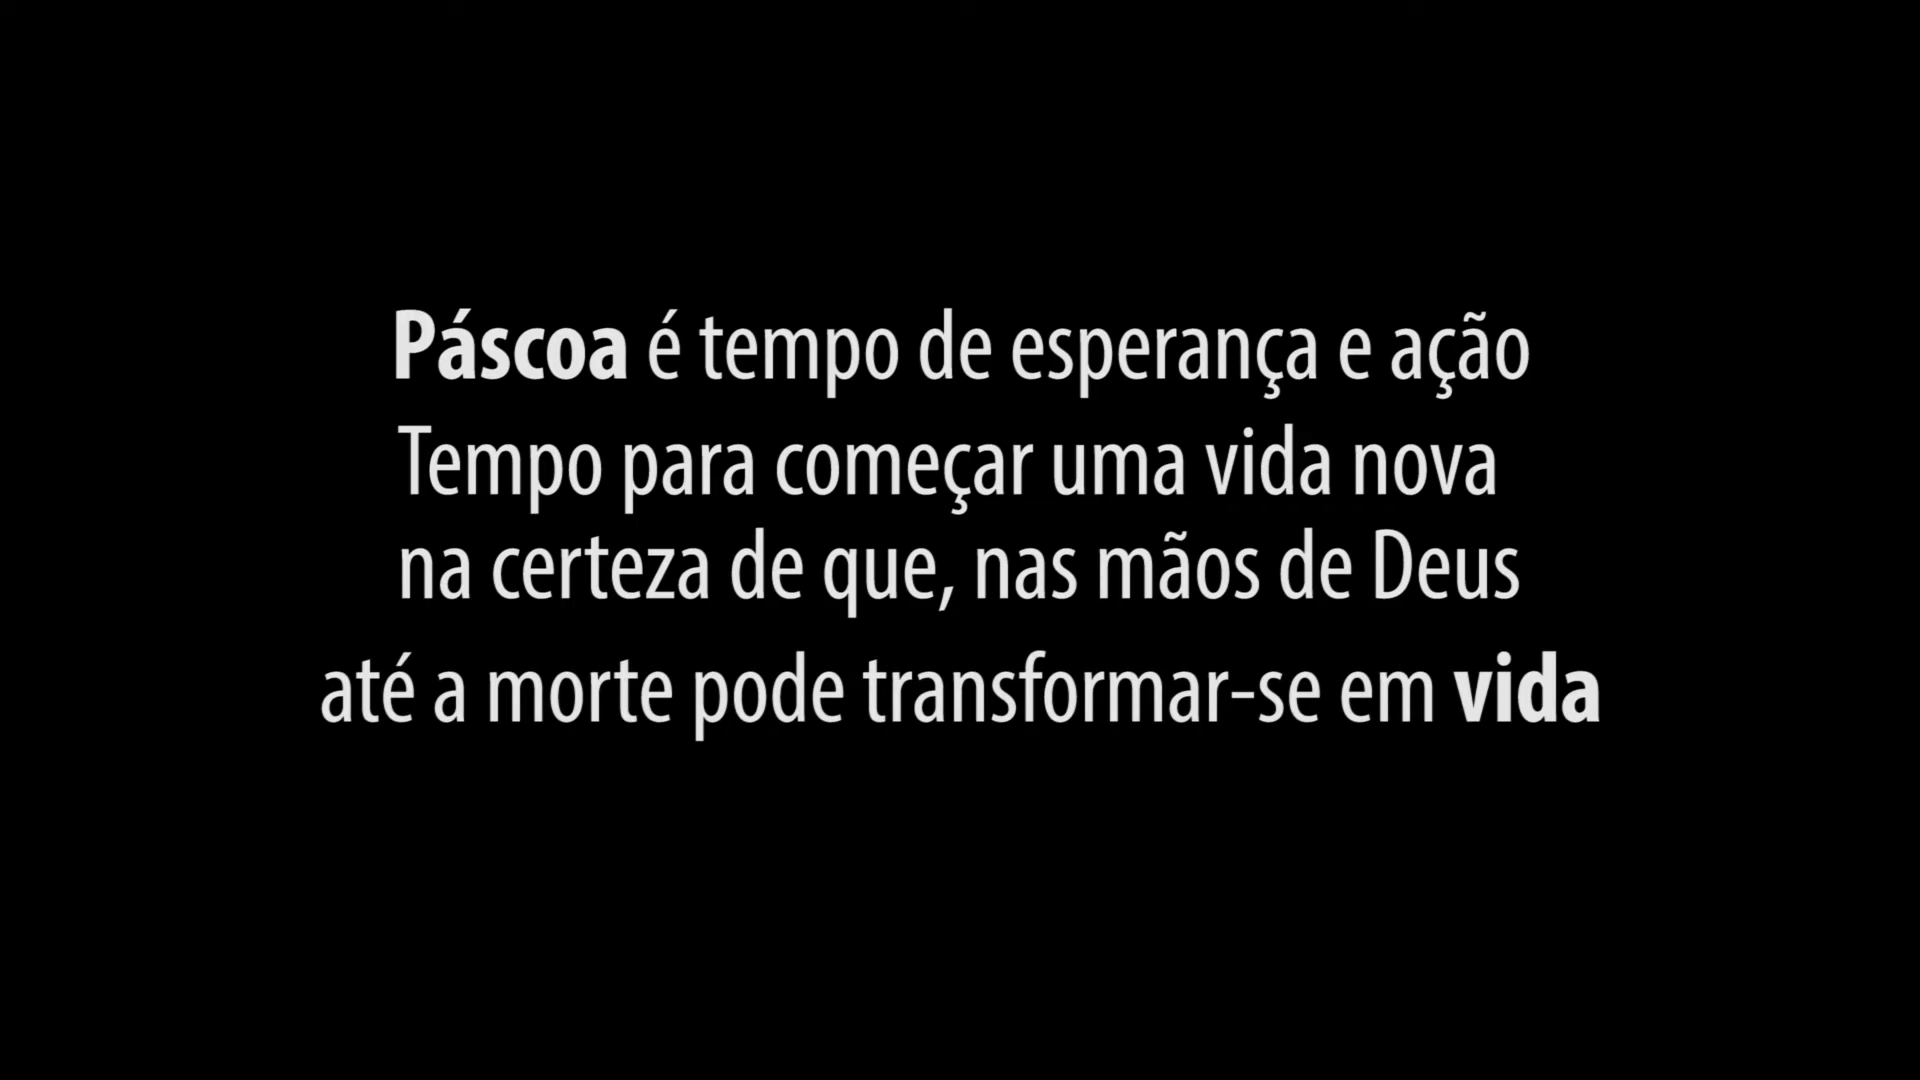 Páscoa é tempo de esperança e ação
Tempo para começar uma vida nova
na certeza de que, nas mãos de Deus
até a morte pode transformar-se em vida